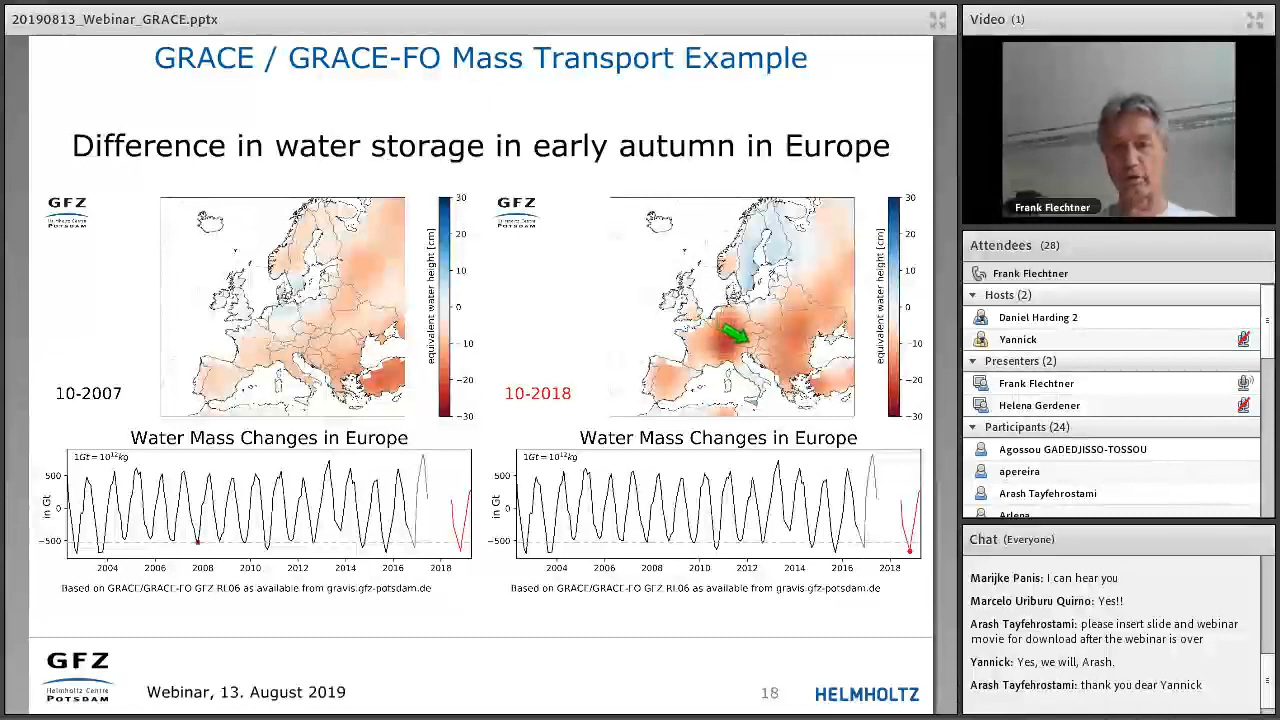 20190813_Webinar_GRACE.pptx
GRACE / GRACE-FO Mass Transport Example
Difference in water storage in early autumn in Europe
GFZ
Helmholtz Centre
POTSDAM
10-2007
30
20
10
0
−10
−20
−30
equivalent water height [cm]
GFZ
Helmholtz Centre
POTSDAM
10-2018
30
20
10
0
−10
−20
−30
equivalent water height [cm]
Water Mass Changes in Europe
1Gt = 10¹²kg
in Gt
500
0
−500
2004 2006 2008 2010 2012 2014 2016 2018
Based on GRACE/GRACE-FO GFZ RL06 as available from gravis.gfz-potsdam.de
Water Mass Changes in Europe
1Gt = 10¹²kg
in Gt
500
0
−500
2004 2006 2008 2010 2012 2014 2016 2018
Based on GRACE/GRACE-FO GFZ RL06 as available from gravis.gfz-potsdam.de
GFZ
Helmholtz Centre
POTSDAM
Webinar, 13. August 2019
18
HELMHOLTZ
Video (1)
Frank Flechtner
Attendees (28)
Frank Flechtner
Hosts (2)
Daniel Harding 2
Yannick
Presenters (2)
Frank Flechtner
Helena Gerdener
Participants (24)
Agossou GADEDJISSO-TOSSOU
apereira
Arash Tayfehrostami
Arlena
Chat (Everyone)
Marijke Panis: I can hear you
Marcelo Uriburu Quirno: Yes!!
Arash Tayfehrostami: please insert slide and webinar
movie for download after the webinar is over
Yannick: Yes, we will, Arash.
Arash Tayfehrostami: thank you dear Yannick